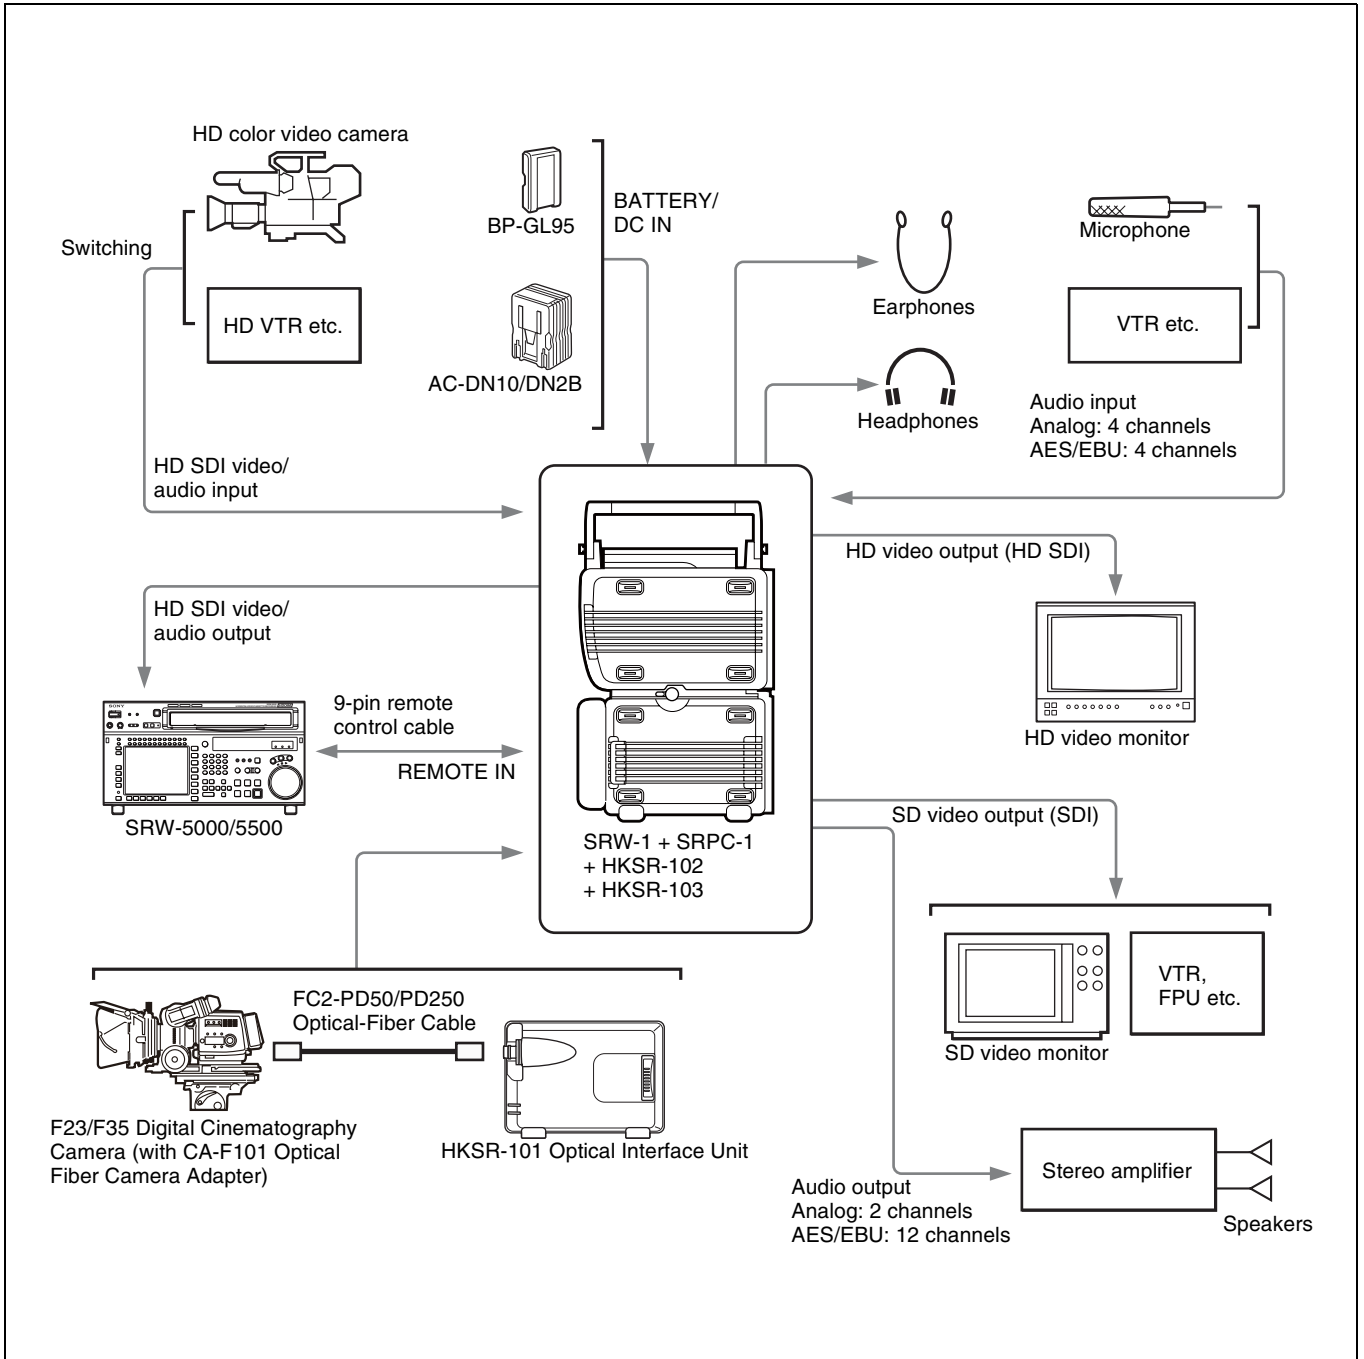 HD color video camera
Switching
HD VTR etc.
BP-GL95
AC-DN10/DN2B
BATTERY/
DC IN
Earphones
Headphones
Microphone
VTR etc.
Audio input
Analog: 4 channels
AES/EBU: 4 channels
HD SDI video/
audio input
HD video output (HD SDI)
HD video monitor
HD SDI video/
audio output
SONY
9-pin remote
control cable
REMOTE IN
SRW-5000/5500
SRW-1 + SRPC-1
+ HKSR-102
+ HKSR-103
SD video output (SDI)
SD video monitor
VTR,
FPU etc.
FC2-PD50/PD250
Optical-Fiber Cable
F23/F35 Digital Cinematography
Camera (with CA-F101 Optical
Fiber Camera Adapter)
HKSR-101 Optical Interface Unit
Audio output
Analog: 2 channels
AES/EBU: 12 channels
Stereo amplifier
Speakers